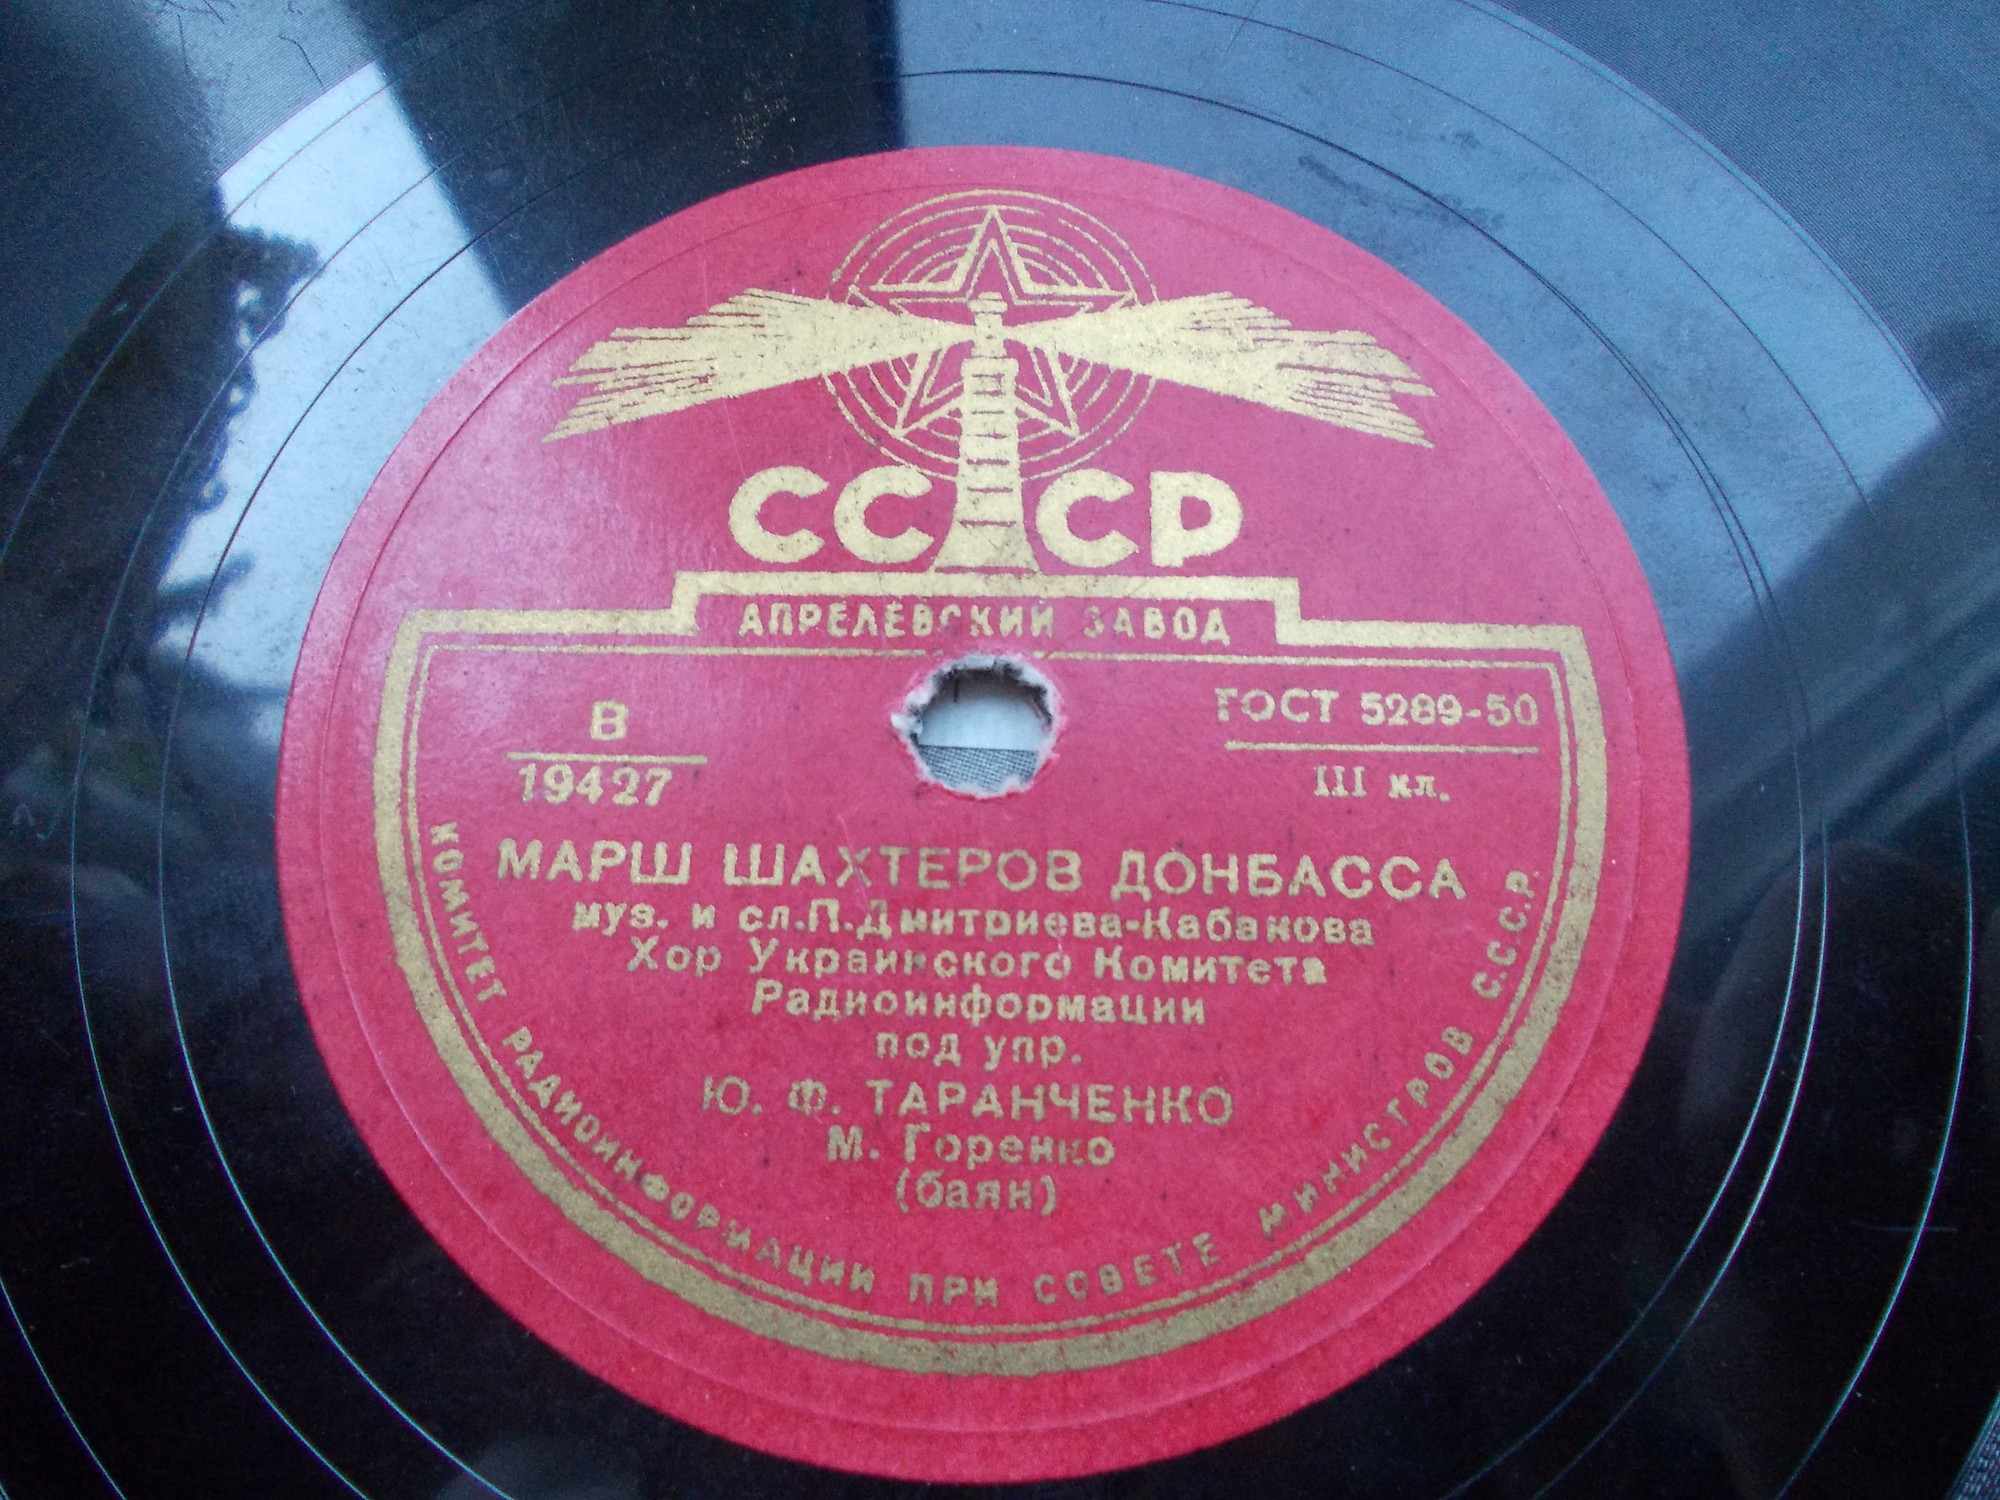 СССР
АПРЕЛЕВСКИЙ ЗАВОД
В
19427
ГОСТ 5289-50
III кл.
МАРШ ШАХТЕРОВ ДОНБАССА
муз. и сл. П. Дмитриева-Кабанова
Хор Украинского Комитета
Радиоинформации
под упр.
Ю. Ф. ТАРАНЧЕНКО
М. Горенко
(баян)
КОМИТЕТ РАДИОИНФОРМАЦИИ ПРИ СОВЕТЕ МИНИСТРОВ С.С.С.Р.